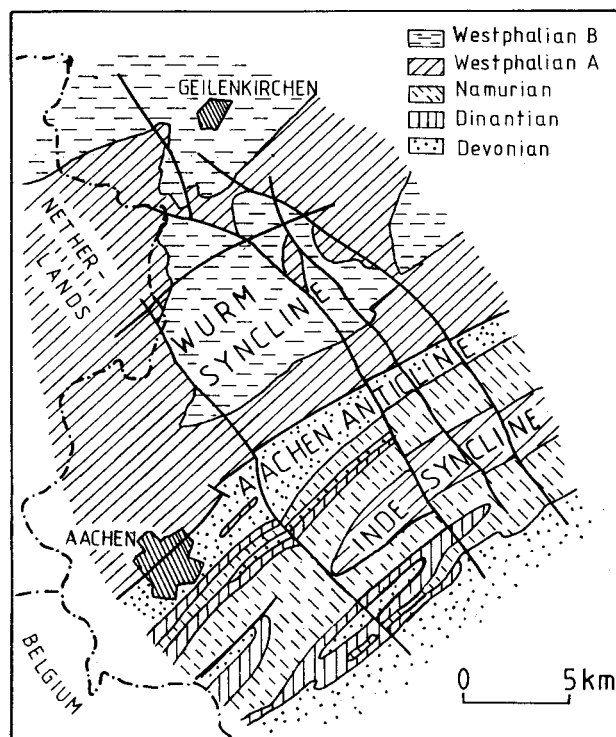 Westphalian B
Westphalian A
Namurian
Dinantian
Devonian
GEILENKIRCHEN
NETHER-
LANDS
WURM
SYNCLINE
AACHEN ANTICLINE
INDE SYNCLINE
AACHEN
BELGIUM
0 5km